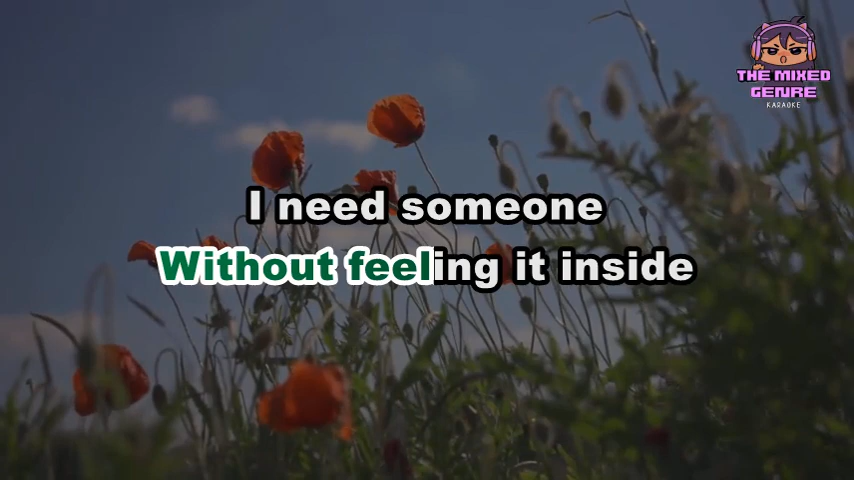 THE MIXED
GENRE
KARAOKE
I need someone
Without feeling it inside